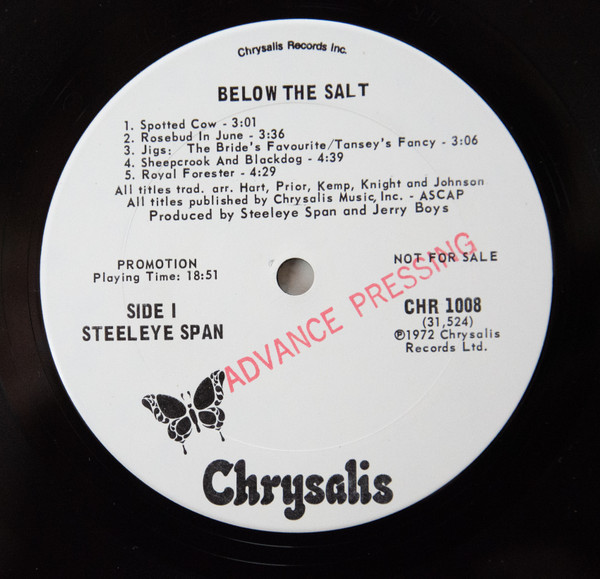 Chrysalis Records Inc.
BELOW THE SALT
1. Spotted Cow - 3:01
2. Rosebud In June - 3:36
3. Jigs: The Bride's Favourite/Tansey's Fancy - 3:06
4. Sheepcrook And Blackdog - 4:39
5. Royal Forester - 4:29
All titles trad. arr. Hart, Prior, Kemp, Knight and Johnson
All titles published by Chrysalis Music, Inc. - ASCAP
Produced by Steeleye Span and Jerry Boys
PROMOTION
Playing Time: 18:51
NOT FOR SALE
SIDE I
STEELEYE SPAN
CHR 1008
(31,524)
℗1972 Chrysalis
Records Ltd.
ADVANCE PRESSING
Chrysalis